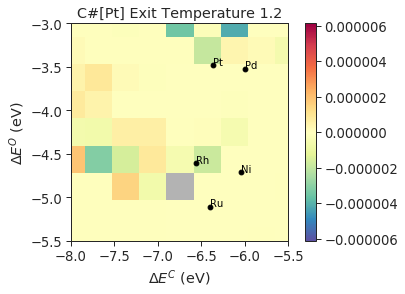 C#[Pt] Exit Temperature 1.2
−3.0
−3.5
−4.0
−4.5
−5.0
−5.5
ΔE^O (eV)
Pt
Pd
Rh
Ni
Ru
−8.0 −7.5 −7.0 −6.5 −6.0 −5.5
ΔE^C (eV)
0.000006
0.000004
0.000002
0.000000
−0.000002
−0.000004
−0.000006